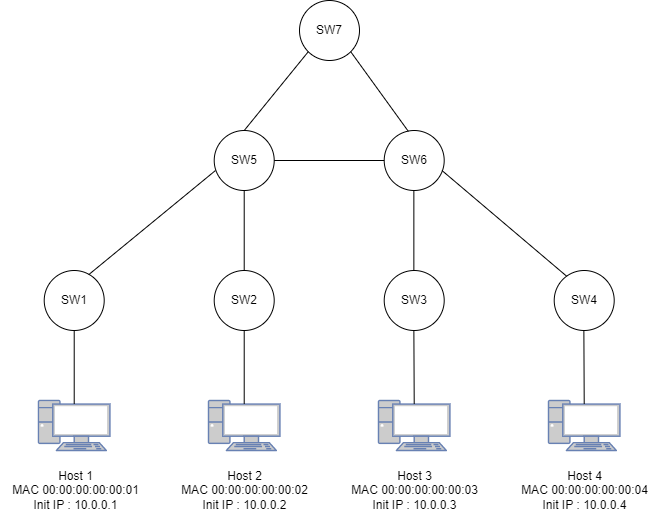 SW7
SW5
SW6
SW1
SW2
SW3
SW4
Host 1
MAC 00:00:00:00:00:01
Init IP : 10.0.0.1
Host 2
MAC 00:00:00:00:00:02
Init IP : 10.0.0.2
Host 3
MAC 00:00:00:00:00:03
Init IP : 10.0.0.3
Host 4
MAC 00:00:00:00:00:04
Init IP : 10.0.0.4